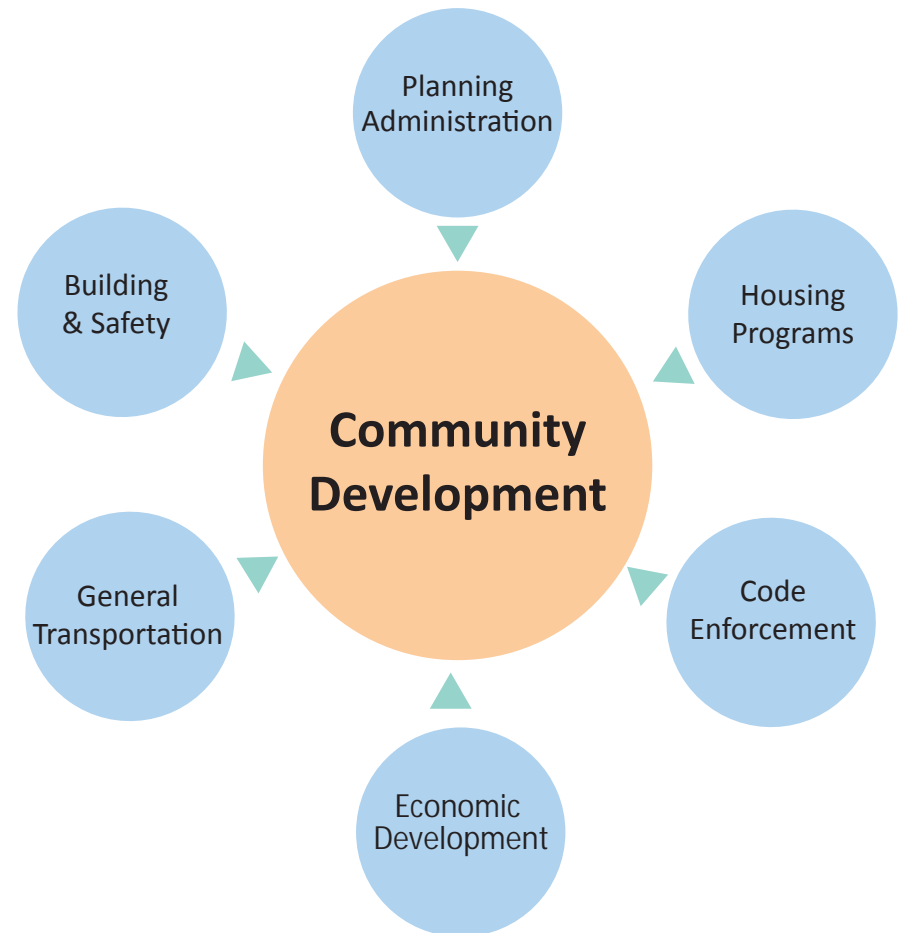 Planning
Administration
Building
& Safety
Housing
Programs
Community
Development
General
Transportation
Code
Enforcement
Economic
Development